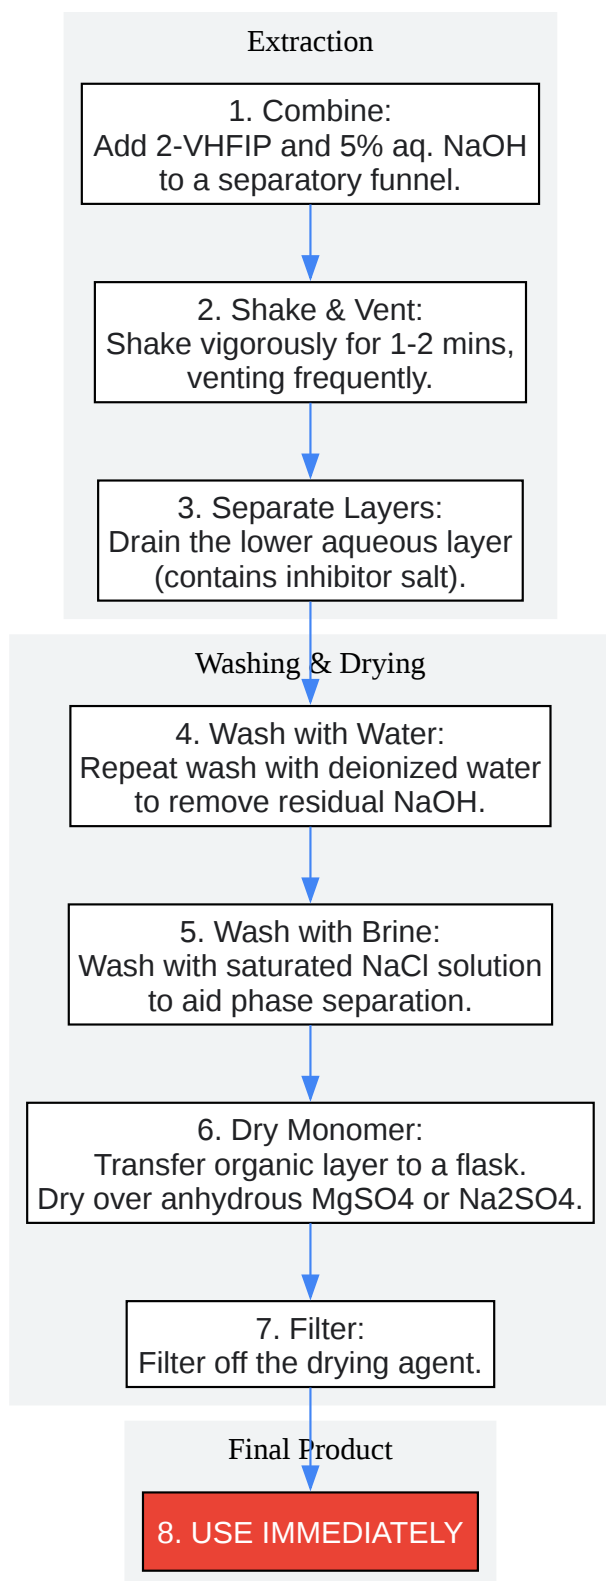 Extraction
1. Combine:
Add 2-VHFIP and 5% aq. NaOH
to a separatory funnel.
2. Shake & Vent:
Shake vigorously for 1-2 mins,
venting frequently.
3. Separate Layers:
Drain the lower aqueous layer
(contains inhibitor salt).
Washing & Drying
4. Wash with Water:
Repeat wash with deionized water
to remove residual NaOH.
5. Wash with Brine:
Wash with saturated NaCl solution
to aid phase separation.
6. Dry Monomer:
Transfer organic layer to a flask.
Dry over anhydrous MgSO4 or Na2SO4.
7. Filter:
Filter off the drying agent.
Final Product
8. USE IMMEDIATELY